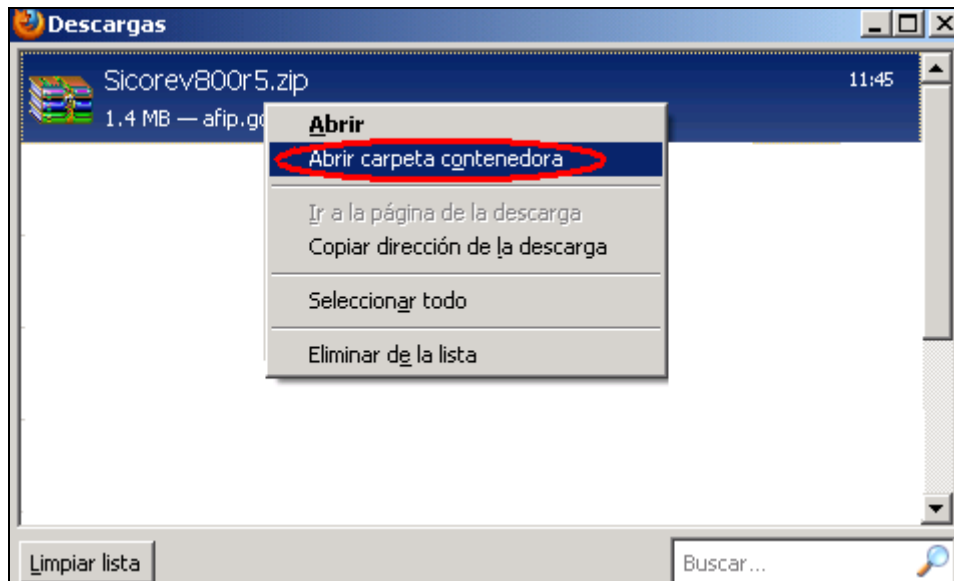 Descargas
Sicorev800r5.zip
11:45
1.4 MB — afip.go
Abrir
Abrir carpeta contenedora
Ir a la página de la descarga
Copiar dirección de la descarga
Seleccionar todo
Eliminar de la lista
Limpiar lista
Buscar...